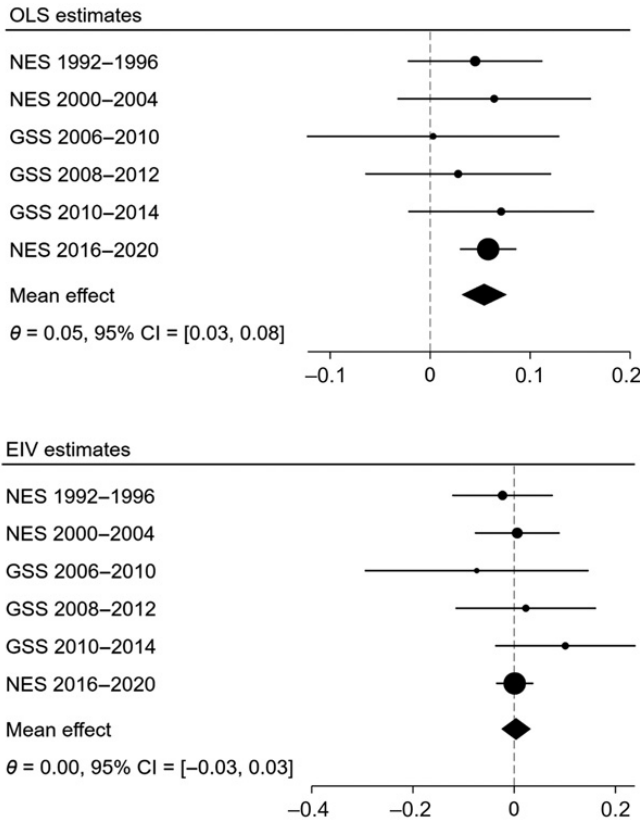 OLS estimates
NES 1992–1996
NES 2000–2004
GSS 2006–2010
GSS 2008–2012
GSS 2010–2014
NES 2016–2020
Mean effect
θ = 0.05, 95% CI = [0.03, 0.08]
–0.1 0 0.1 0.2
EIV estimates
NES 1992–1996
NES 2000–2004
GSS 2006–2010
GSS 2008–2012
GSS 2010–2014
NES 2016–2020
Mean effect
θ = 0.00, 95% CI = [−0.03, 0.03]
–0.4 –0.2 0 0.2